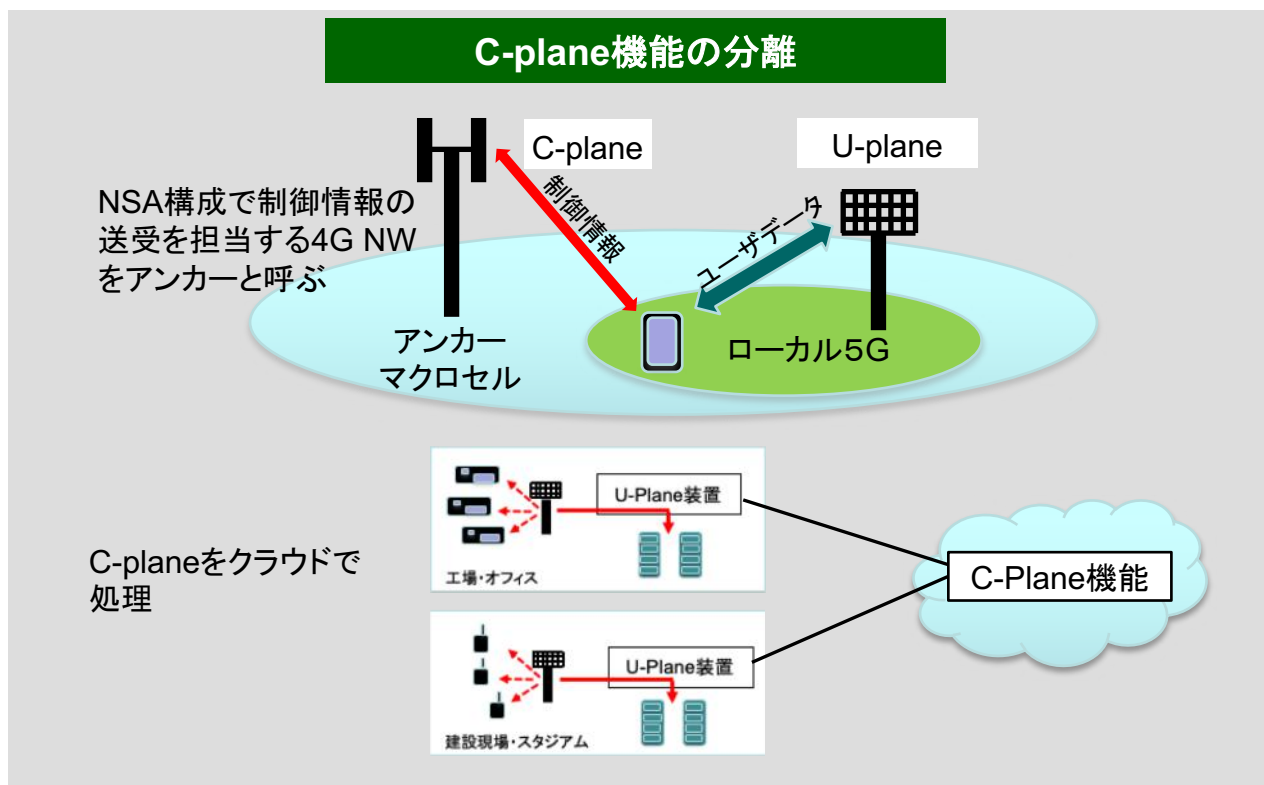 C-plane機能の分離
C-plane
U-plane
制御情報
ユーザデータ
NSA構成で制御情報の
送受を担当する4G NW
をアンカーと呼ぶ
アンカー
マクロセル
ローカル５G
C-planeをクラウドで
処理
U-Plane装置
工場・オフィス
C-Plane機能
U-Plane装置
建設現場・スタジアム